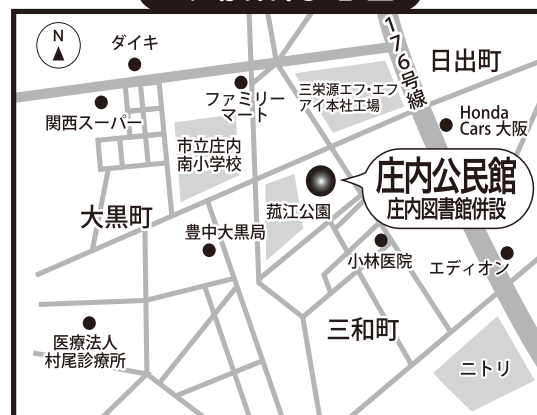 N
ダイキ
176号線
日出町
関西スーパー
ファミリー
マート
三栄源エフ・エフ
アイ本社工場
Honda
Cars 大阪
市立庄内
南小学校
庄内公民館
庄内図書館併設
菰江公園
大黒町
豊中大黒局
小林医院
エディオン
三和町
医療法人
村尾診療所
ニトリ